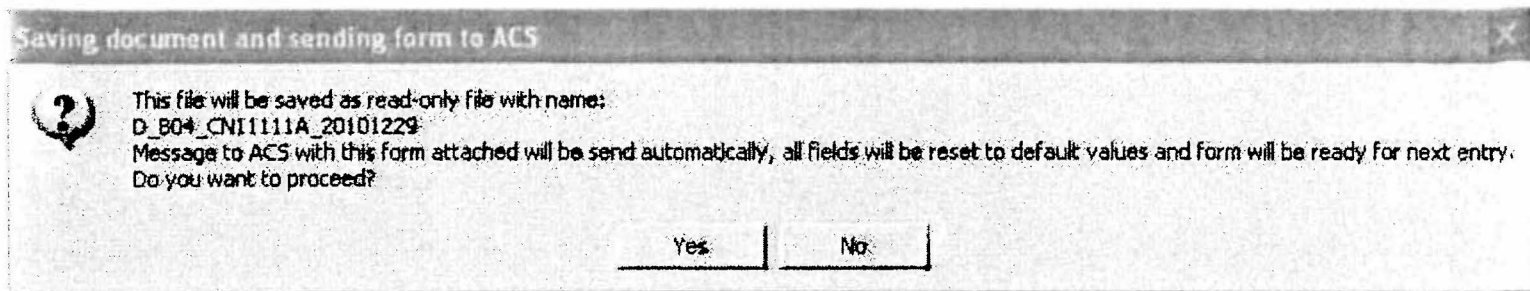 Saving document and sending form to ACS
This file will be saved as read-only file with name:
D_B04_CNI1111A_20101229
Message to ACS with this form attached will be send automatically, all fields will be reset to default values and form will be ready for next entry.
Do you want to proceed?
Yes No